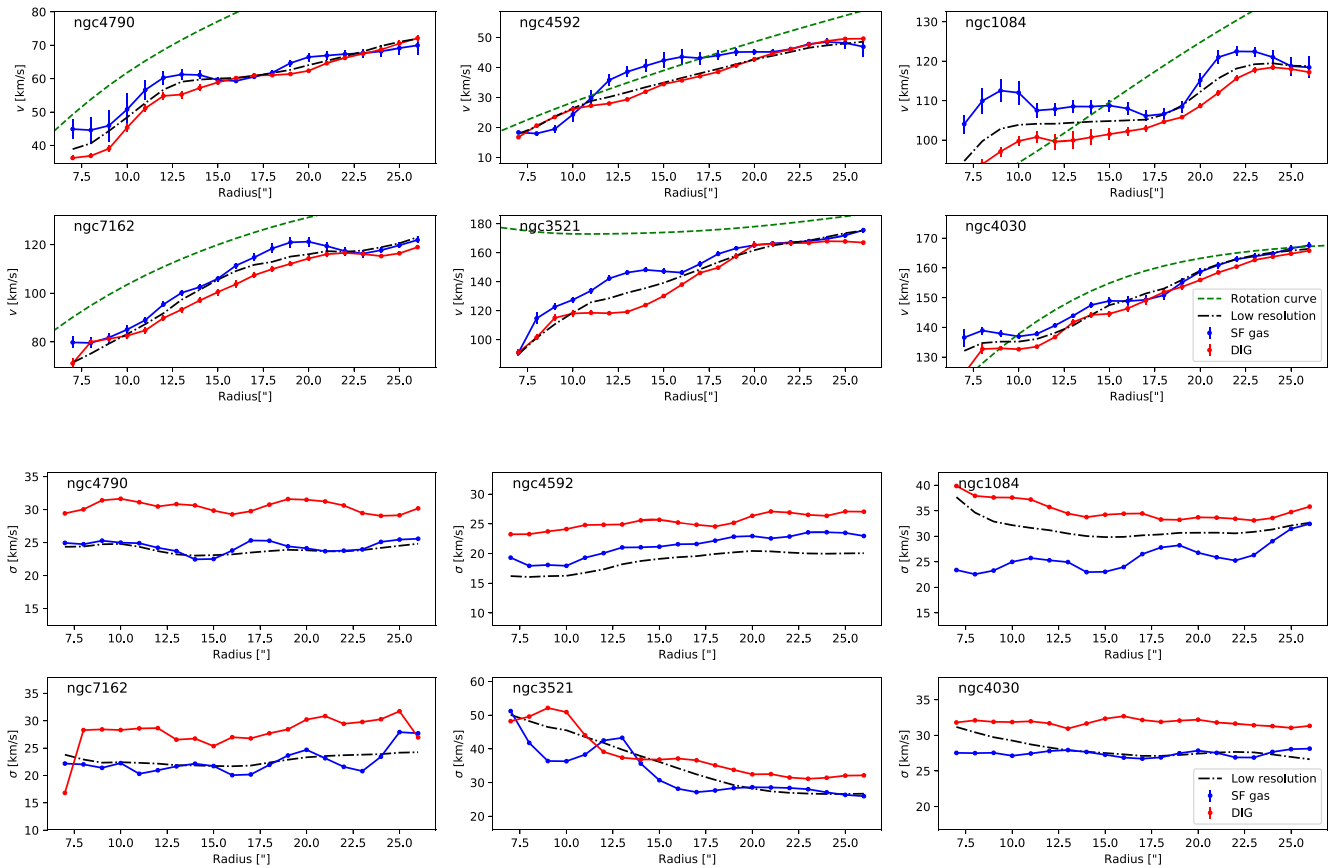 ngc4790
v [km/s]
80
70
60
50
40
7.5 10.0 12.5 15.0 17.5 20.0 22.5 25.0
Radius["]
ngc4592
v [km/s]
50
40
30
20
10
7.5 10.0 12.5 15.0 17.5 20.0 22.5 25.0
Radius["]
ngc1084
v [km/s]
130
120
110
100
7.5 10.0 12.5 15.0 17.5 20.0 22.5 25.0
Radius["]
ngc7162
v [km/s]
120
100
80
7.5 10.0 12.5 15.0 17.5 20.0 22.5 25.0
Radius["]
ngc3521
v [km/s]
180
160
140
120
100
7.5 10.0 12.5 15.0 17.5 20.0 22.5 25.0
Radius["]
ngc4030
v [km/s]
170
160
150
140
130
7.5 10.0 12.5 15.0 17.5 20.0 22.5 25.0
Radius["]
Rotation curve
Low resolution
SF gas
DIG
ngc4790
σ [km/s]
35
30
25
20
15
7.5 10.0 12.5 15.0 17.5 20.0 22.5 25.0
Radius ["]
ngc4592
σ [km/s]
30
25
20
15
10
7.5 10.0 12.5 15.0 17.5 20.0 22.5 25.0
Radius ["]
ngc1084
σ [km/s]
40
35
30
25
20
15
7.5 10.0 12.5 15.0 17.5 20.0 22.5 25.0
Radius ["]
ngc7162
σ [km/s]
35
30
25
20
15
10
7.5 10.0 12.5 15.0 17.5 20.0 22.5 25.0
Radius ["]
ngc3521
σ [km/s]
60
50
40
30
20
7.5 10.0 12.5 15.0 17.5 20.0 22.5 25.0
Radius ["]
ngc4030
σ [km/s]
35
30
25
20
7.5 10.0 12.5 15.0 17.5 20.0 22.5 25.0
Radius ["]
Low resolution
SF gas
DIG